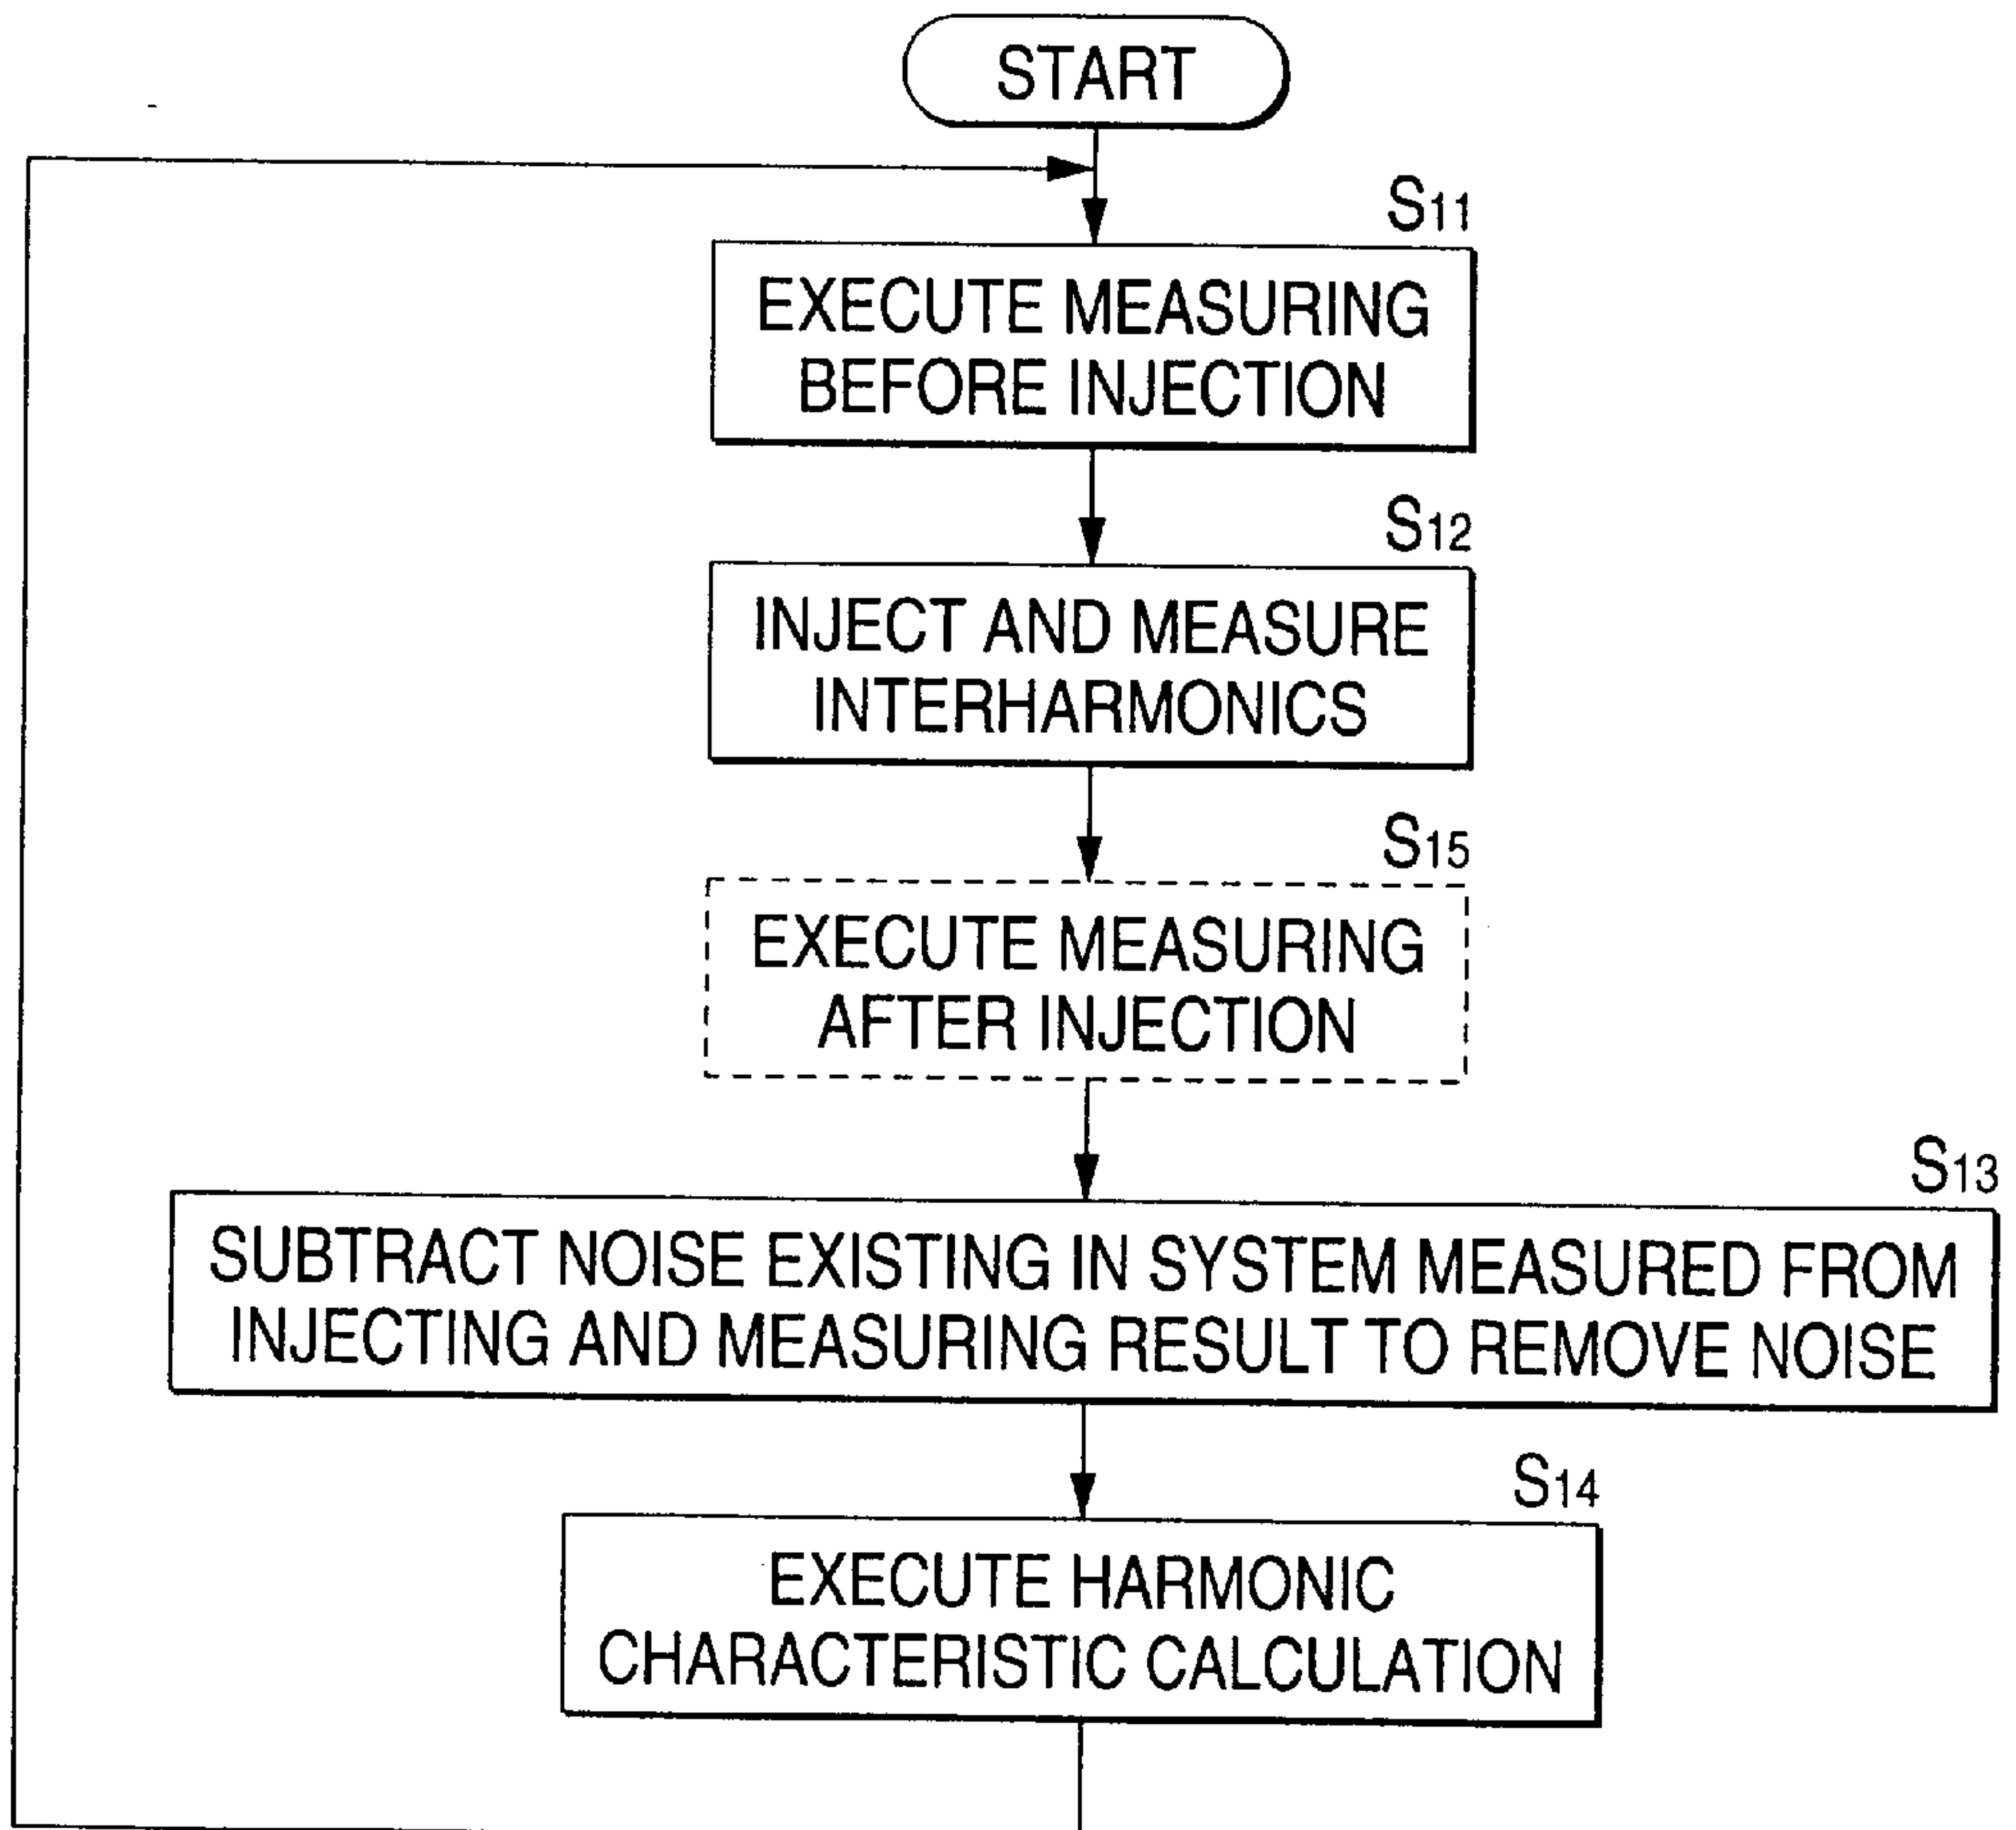 START
S11
EXECUTE MEASURING
BEFORE INJECTION
S12
INJECT AND MEASURE
INTERHARMONICS
S15
EXECUTE MEASURING
AFTER INJECTION
S13
SUBTRACT NOISE EXISTING IN SYSTEM MEASURED FROM
INJECTING AND MEASURING RESULT TO REMOVE NOISE
S14
EXECUTE HARMONIC
CHARACTERISTIC CALCULATION